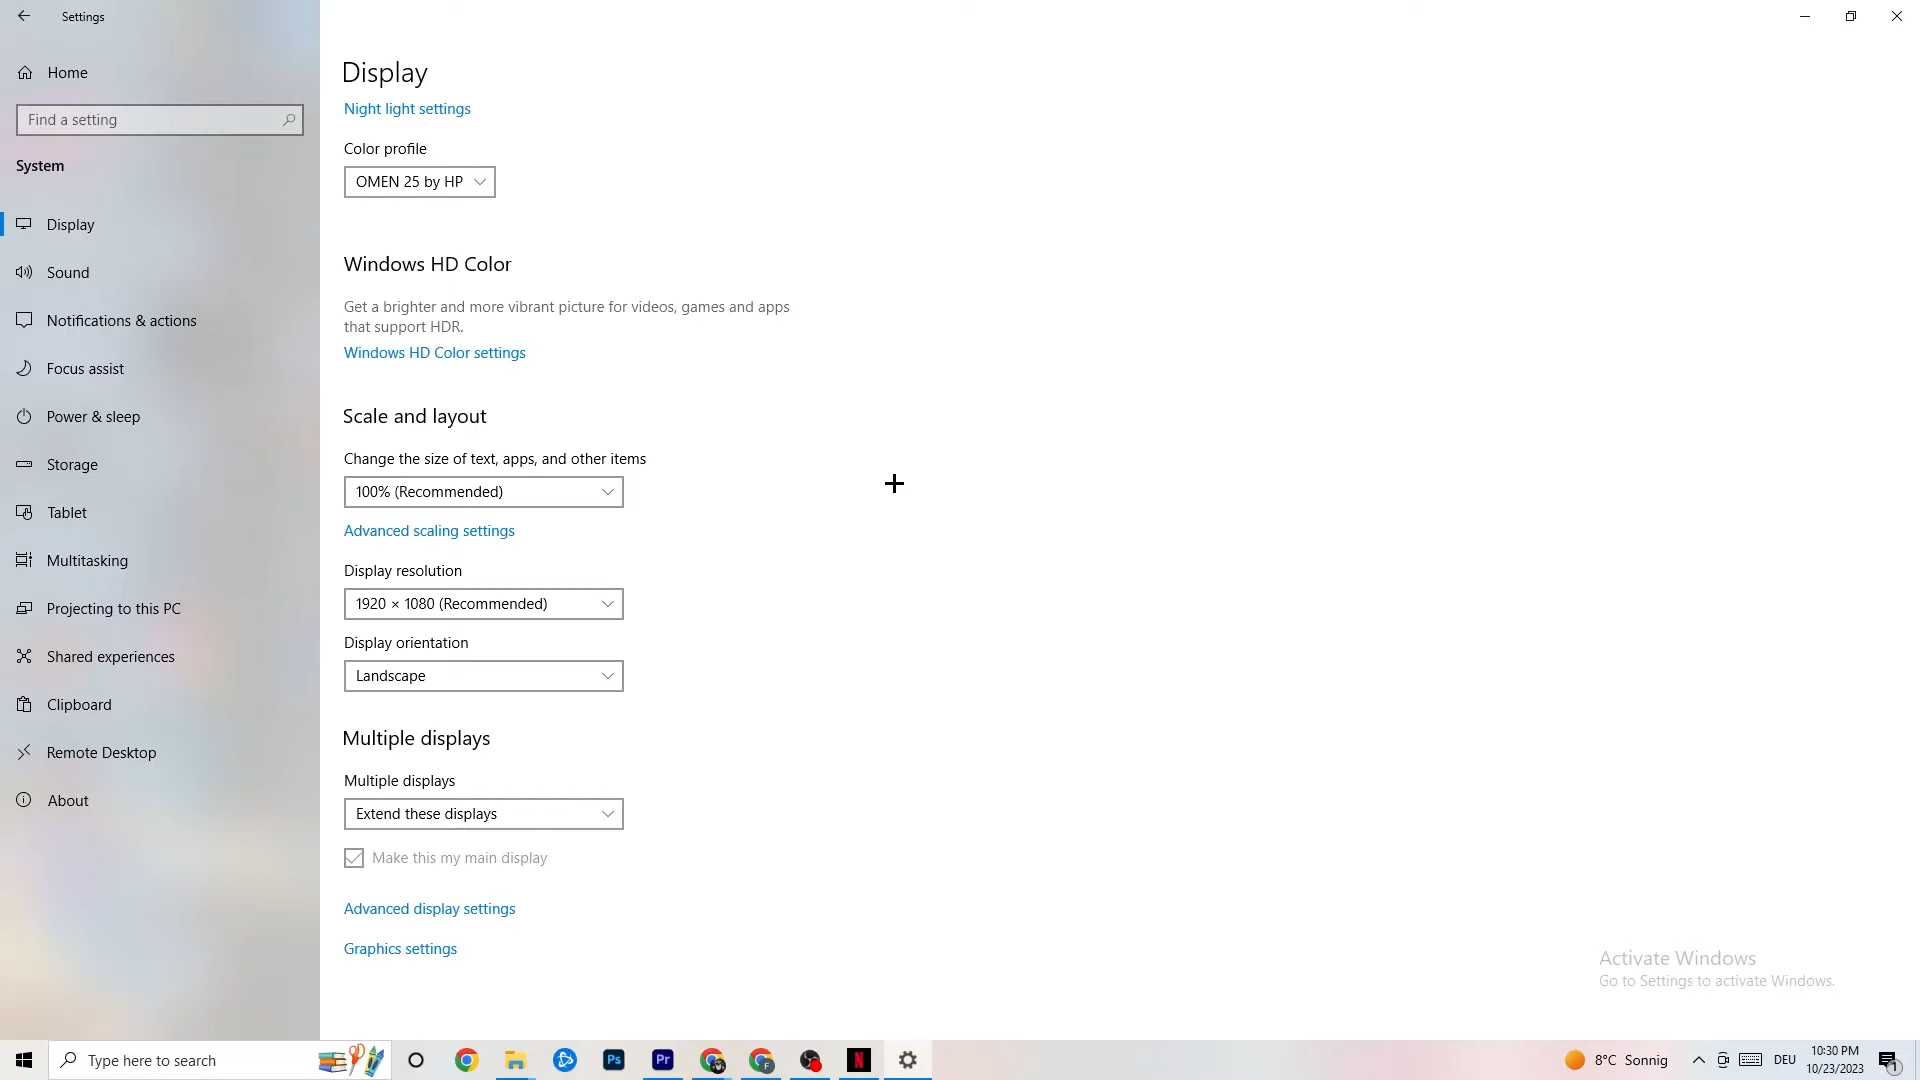 Settings
Home
Find a setting
System
Display
Sound
Notifications & actions
Focus assist
Power & sleep
Storage
Tablet
Multitasking
Projecting to this PC
Shared experiences
Clipboard
Remote Desktop
About
Display
Night light settings
Color profile
OMEN 25 by HP
Windows HD Color
Get a brighter and more vibrant picture for videos, games and apps
that support HDR.
Windows HD Color settings
Scale and layout
Change the size of text, apps, and other items
100% (Recommended)
Advanced scaling settings
Display resolution
1920 × 1080 (Recommended)
Display orientation
Landscape
Multiple displays
Multiple displays
Extend these displays
Make this my main display
Advanced display settings
Graphics settings
Activate Windows
Go to Settings to activate Windows.
Type here to search
Ps
Pr
F
N
8°C Sonnig
DEU
10:30 PM
10/23/2023
1